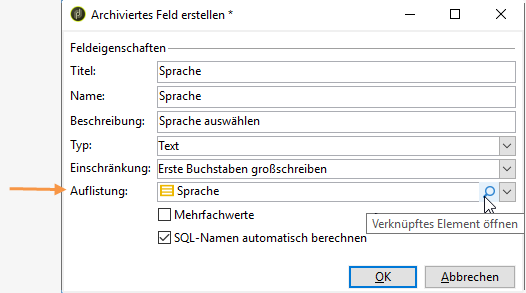 Archiviertes Feld erstellen *
Feldeigenschaften
Titel: Sprache
Name: Sprache
Beschreibung: Sprache auswählen
Typ: Text
Einschränkung: Erste Buchstaben großschreiben
Auflistung: Sprache
Mehrfachwerte
Verknüpftes Element öffnen
SQL-Namen automatisch berechnen
OK Abbrechen